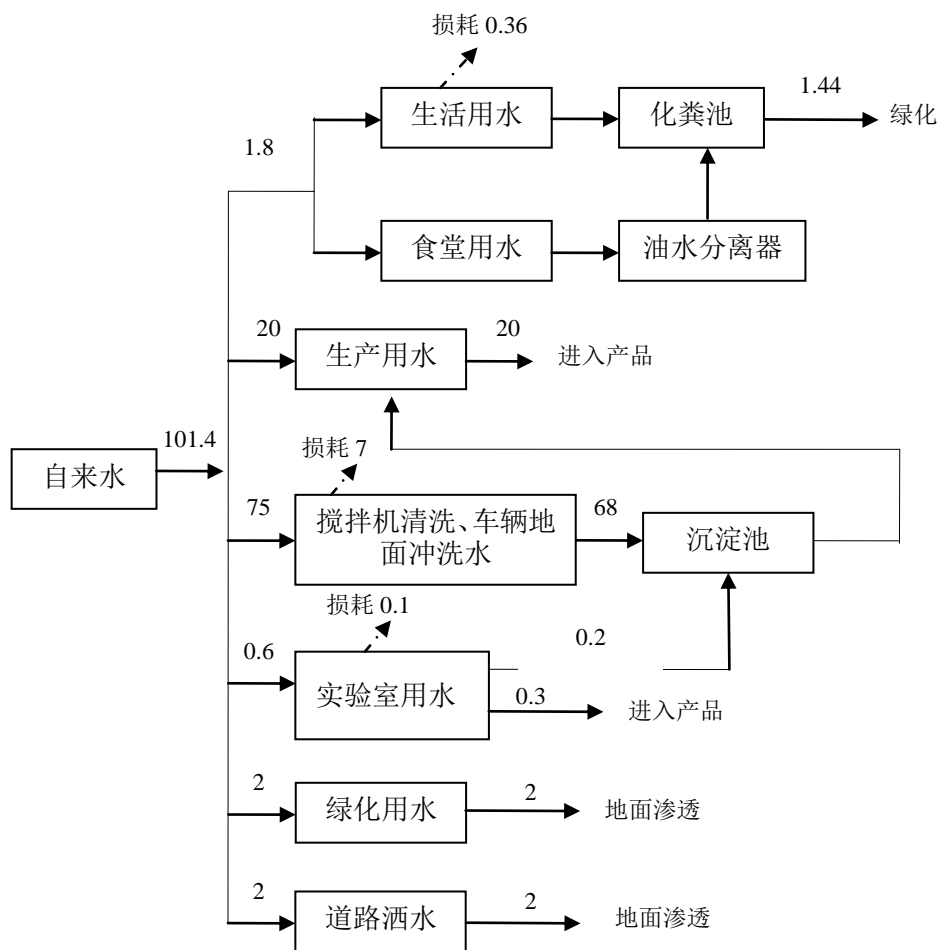 损耗 0.36
生活用水
化粪池
1.44
绿化
1.8
食堂用水
油水分离器
20
生产用水
20
进入产品
自来水
101.4
损耗 7
75
搅拌机清洗、车辆地
面冲洗水
68
沉淀池
损耗 0.1
0.6
实验室用水
0.2
0.3
进入产品
2
绿化用水
2
地面渗透
2
道路洒水
2
地面渗透